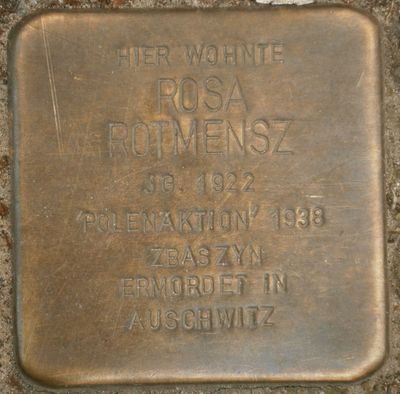 HIER WOHNTE
ROSA
ROTMENSZ
JG. 1922
'POLENAKTION' 1938
ZBASZYN
ERMORDET IN
AUSCHWITZ